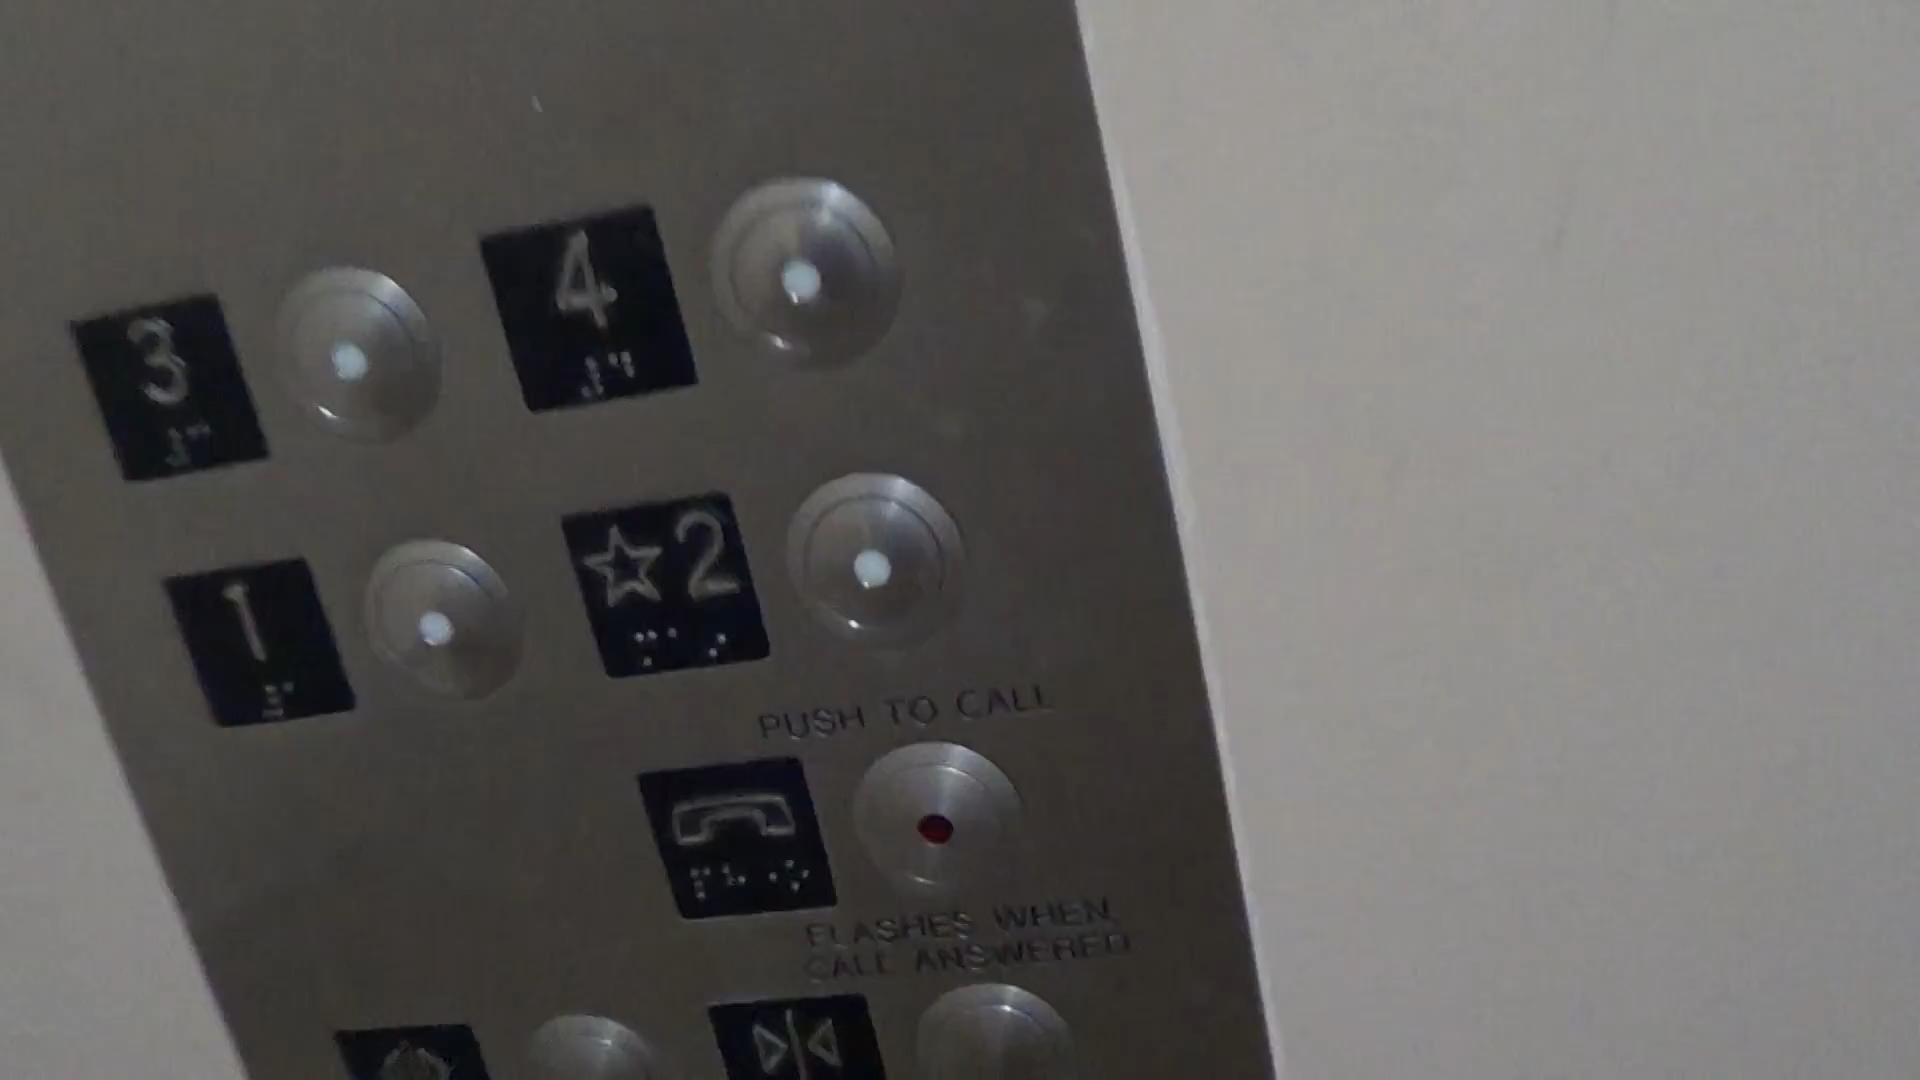 3
4
1
☆2
PUSH TO CALL
FLASHES WHEN
CALL ANSWERED